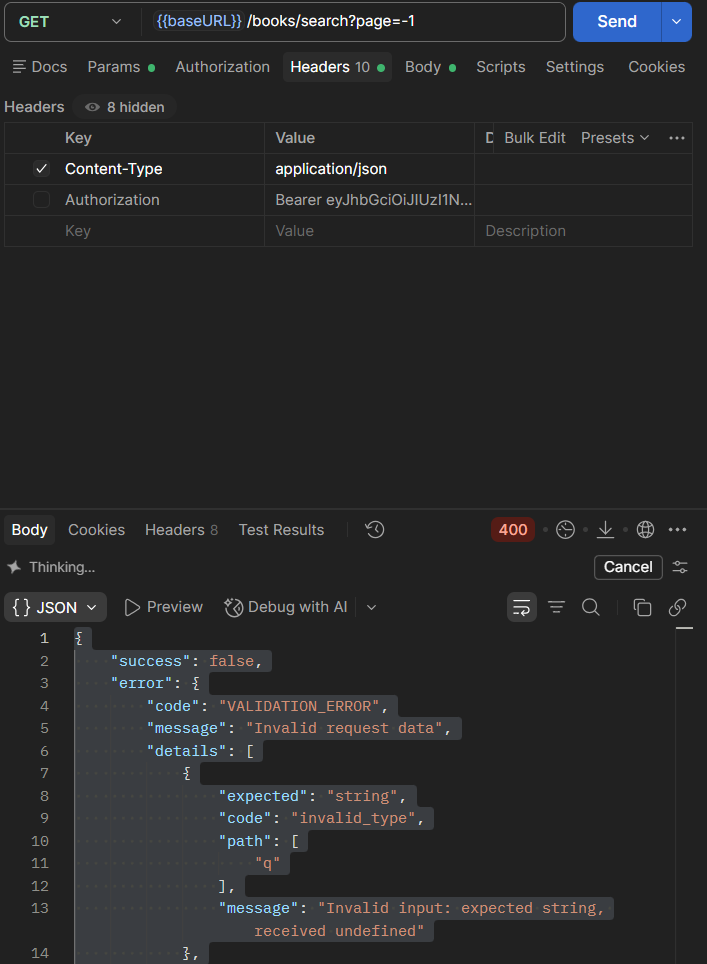 GET {{baseURL}} /books/search?page=-1 Send
Docs Params Authorization Headers 10 Body Scripts Settings Cookies
Headers 8 hidden
Key Value D Bulk Edit Presets
Content-Type application/json
Authorization Bearer eyJhbGciOiJIUzI1N...
Key Value Description
Body Cookies Headers 8 Test Results 400
Thinking... Cancel
{} JSON Preview Debug with AI
1 {
2 "success": false,
3 "error": {
4 "code": "VALIDATION_ERROR",
5 "message": "Invalid request data",
6 "details": [
7 {
8 "expected": "string",
9 "code": "invalid_type",
10 "path": [
11 "q"
12 ],
13 "message": "Invalid input: expected string,
received undefined"
14 },